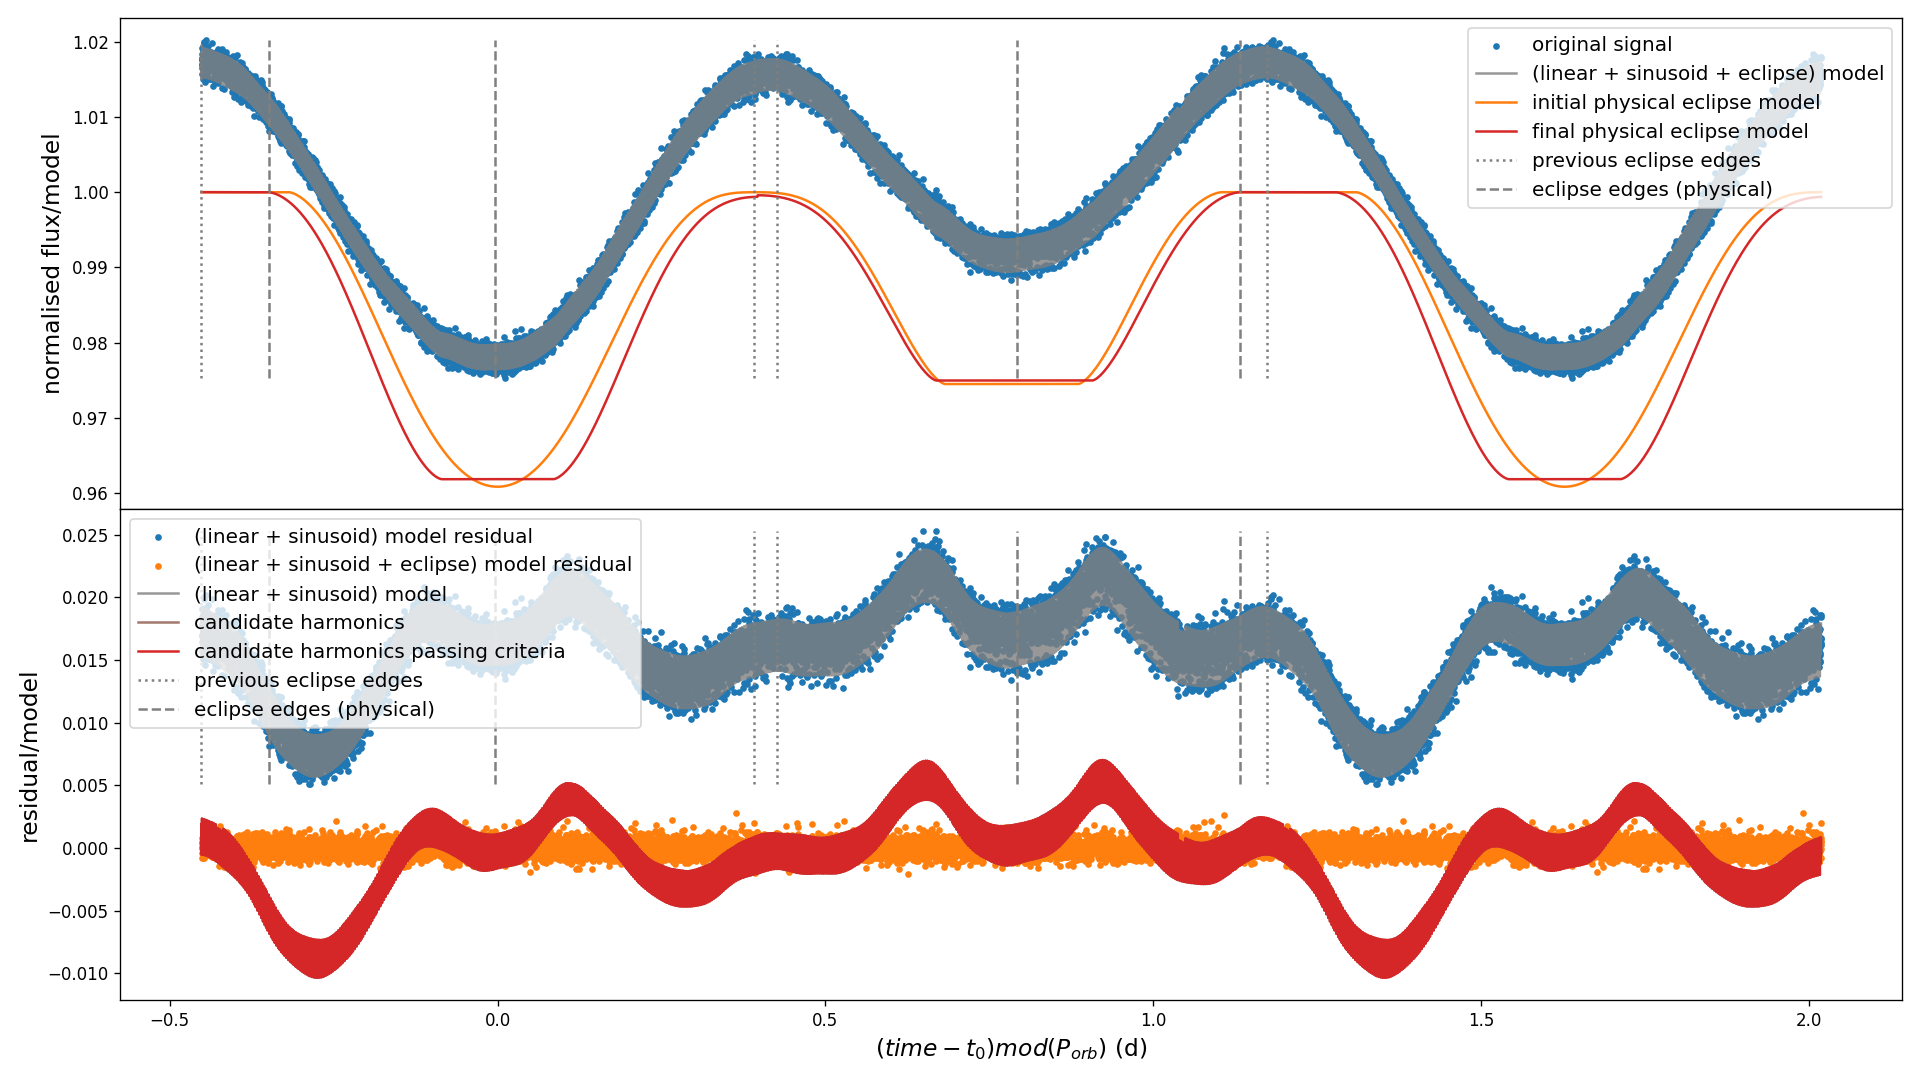 normalised flux/model
1.02
1.01
1.00
0.99
0.98
0.97
0.96
original signal
(linear + sinusoid + eclipse) model
initial physical eclipse model
final physical eclipse model
previous eclipse edges
eclipse edges (physical)
residual/model
0.025
0.020
0.015
0.010
0.005
0.000
−0.005
−0.010
(linear + sinusoid) model residual
(linear + sinusoid + eclipse) model residual
(linear + sinusoid) model
candidate harmonics
candidate harmonics passing criteria
previous eclipse edges
eclipse edges (physical)
−0.5 0.0 0.5 1.0 1.5 2.0
(time − t₀)mod(P_orb) (d)